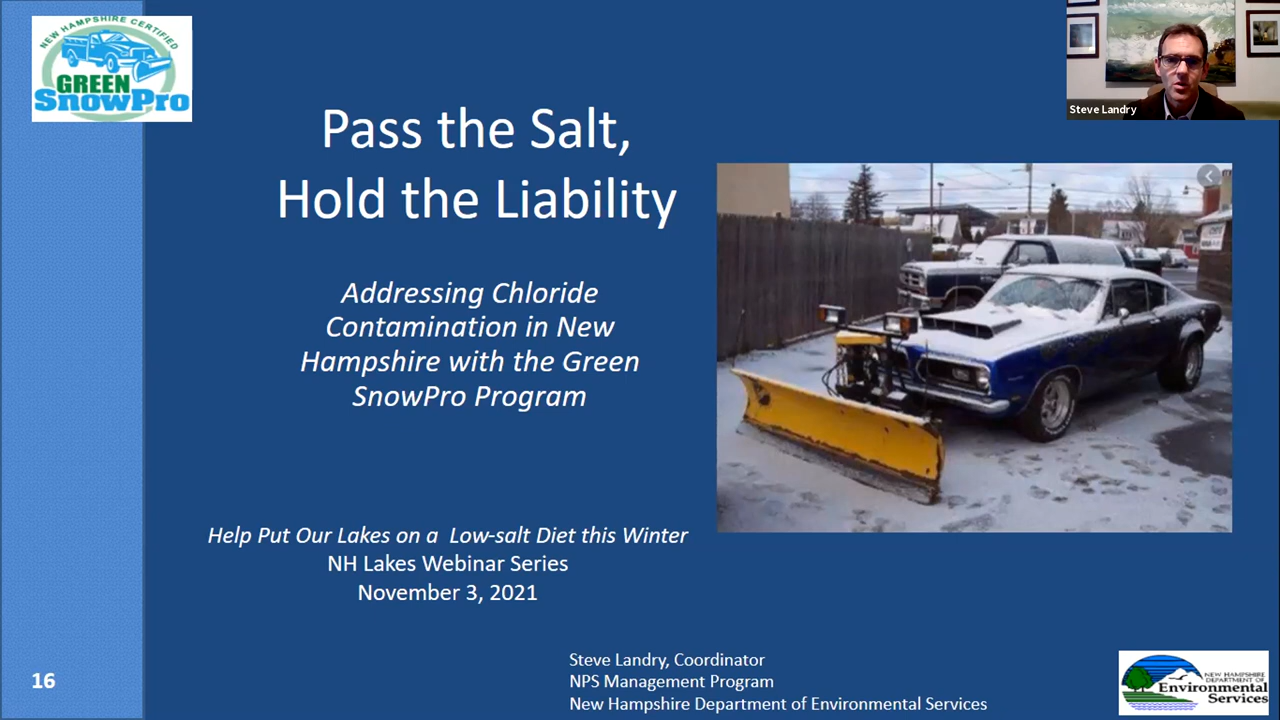 NEW HAMPSHIRE CERTIFIED
GREEN
SnowPro
Steve Landry
Pass the Salt,
Hold the Liability
Addressing Chloride
Contamination in New
Hampshire with the Green
SnowPro Program
Help Put Our Lakes on a  Low-salt Diet this Winter
NH Lakes Webinar Series
November 3, 2021
Steve Landry, Coordinator
NPS Management Program
New Hampshire Department of Environmental Services
16
NEW HAMPSHIRE
DEPARTMENT OF
Environmental
Services